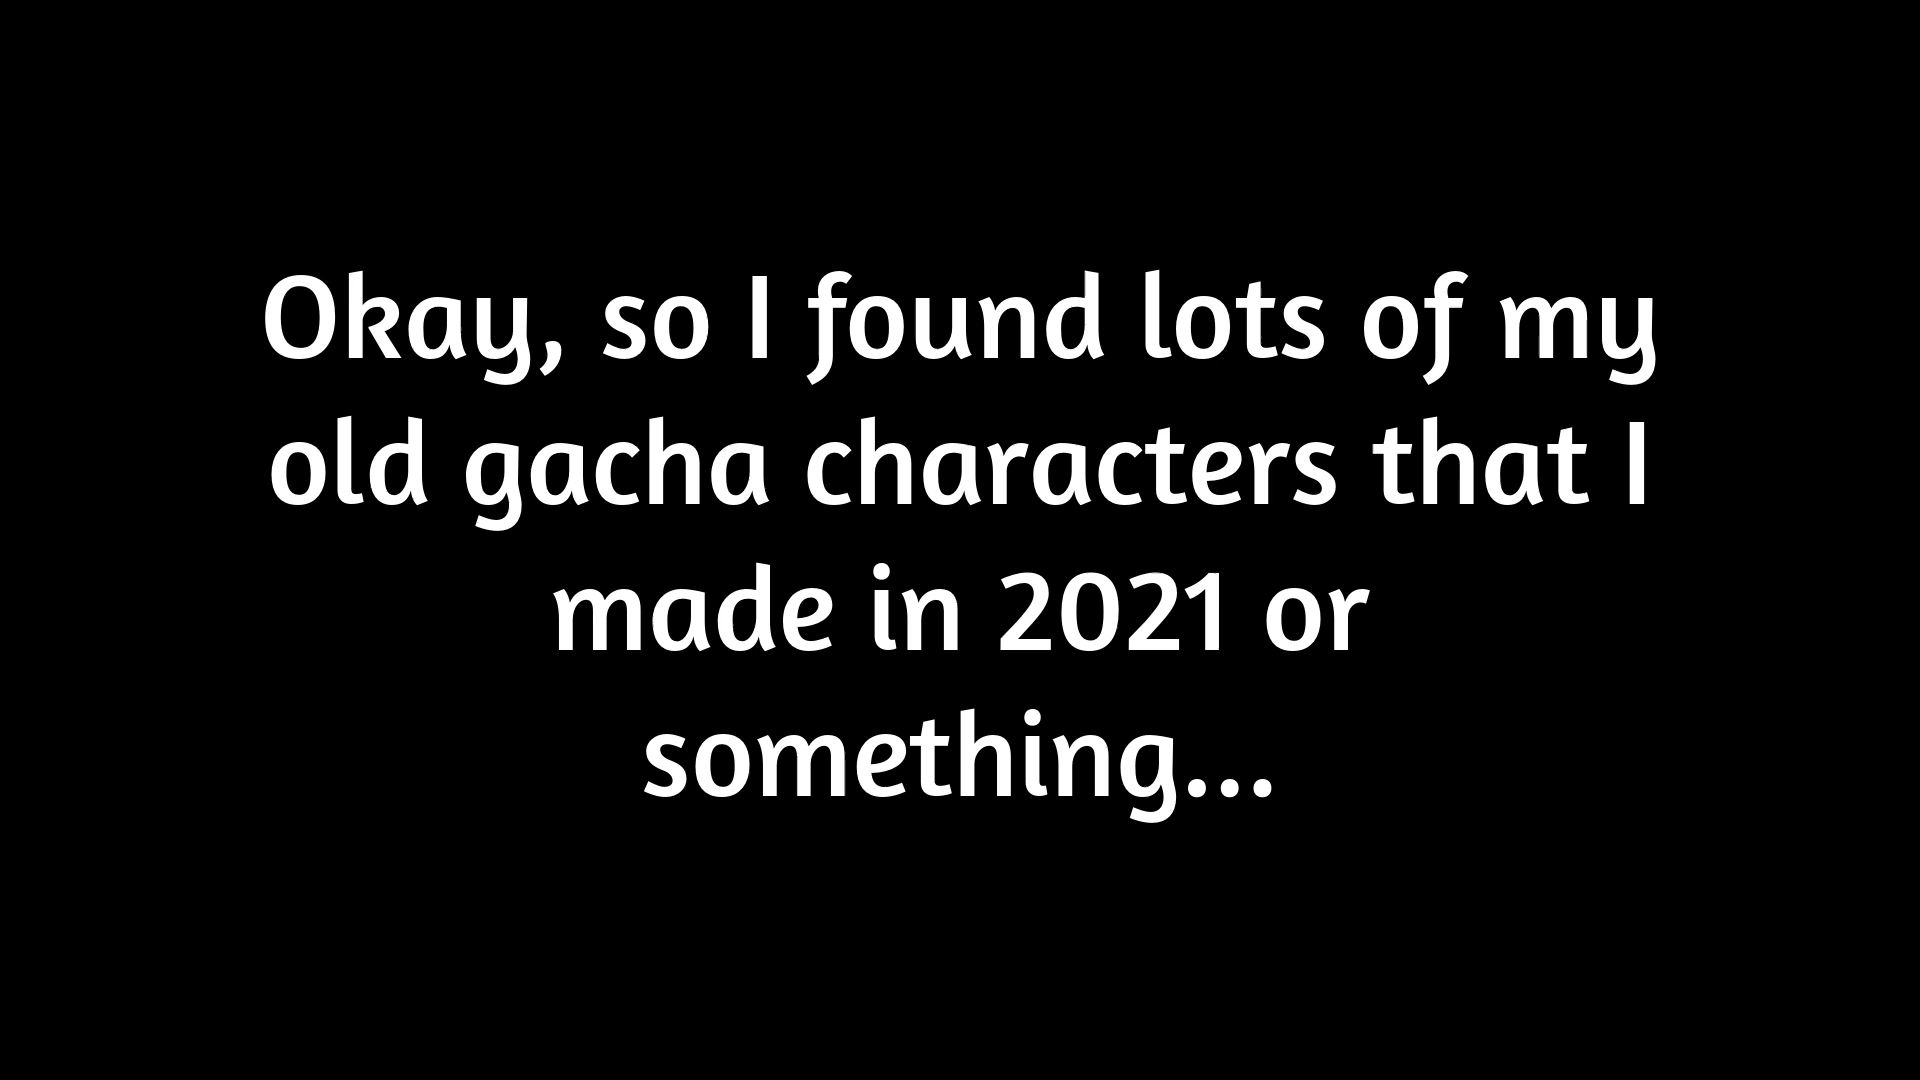 Okay, so I found lots of my
old gacha characters that I
made in 2021 or
something...